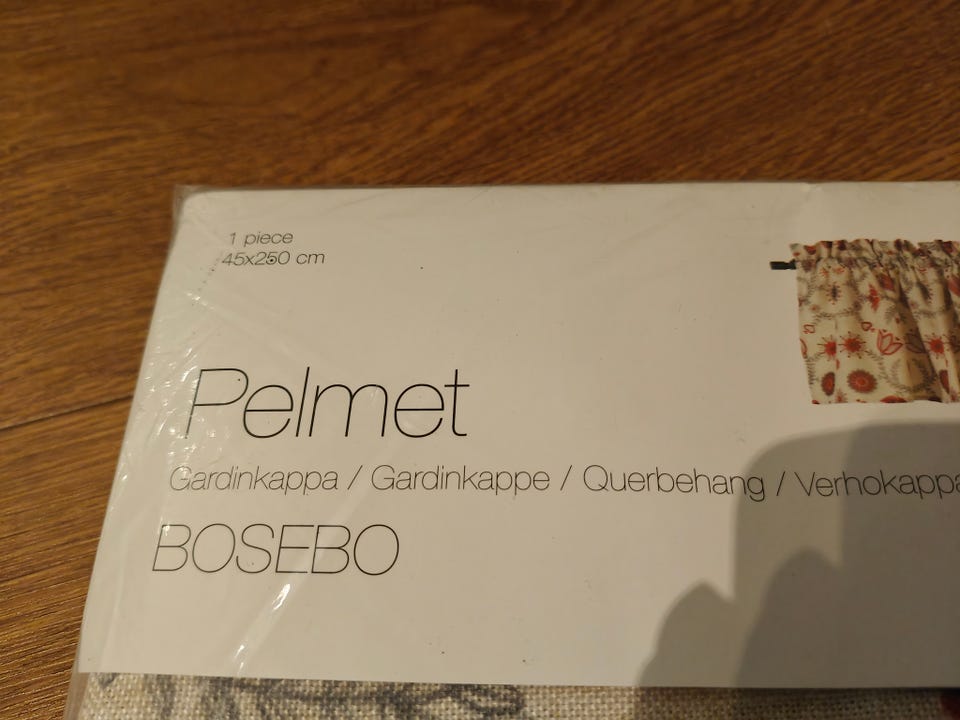 1 piece
45x250 cm
Pelmet
Gardinkappa / Gardinkappe / Querbehang / Verhokappa
BOSEBO